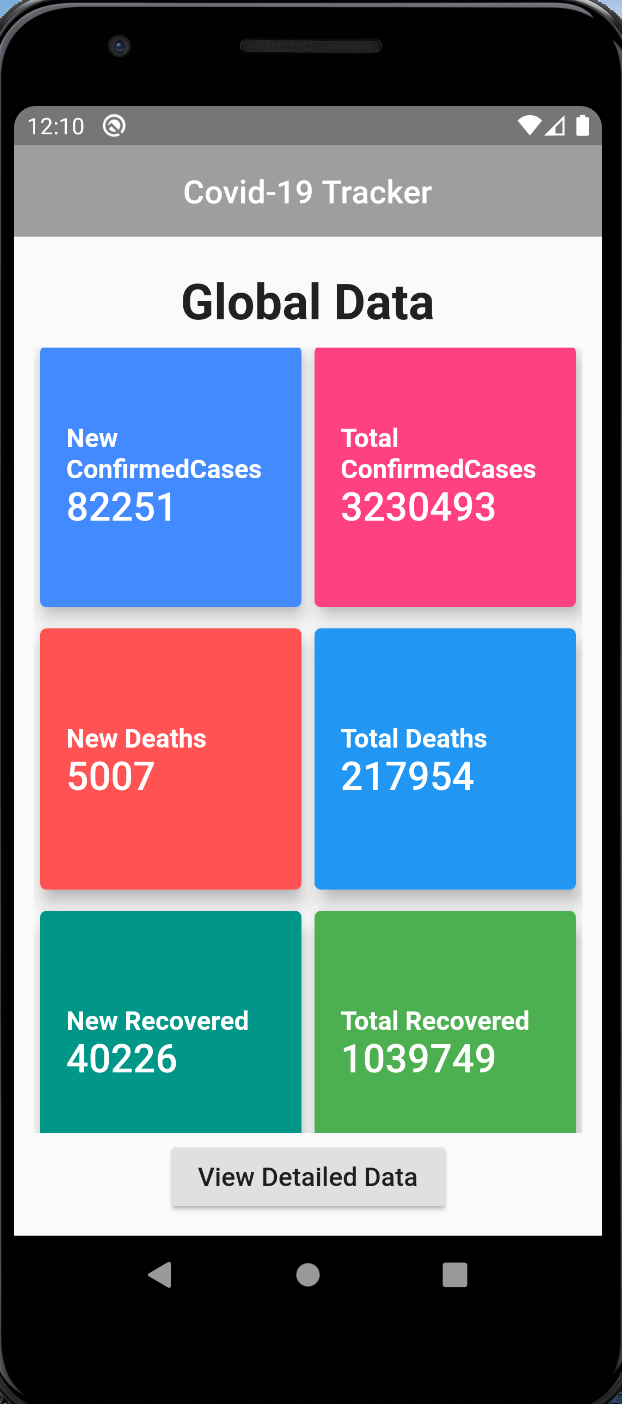 12:10
Covid-19 Tracker
Global Data
New
ConfirmedCases
82251
Total
ConfirmedCases
3230493
New Deaths
5007
Total Deaths
217954
New Recovered
40226
Total Recovered
1039749
View Detailed Data